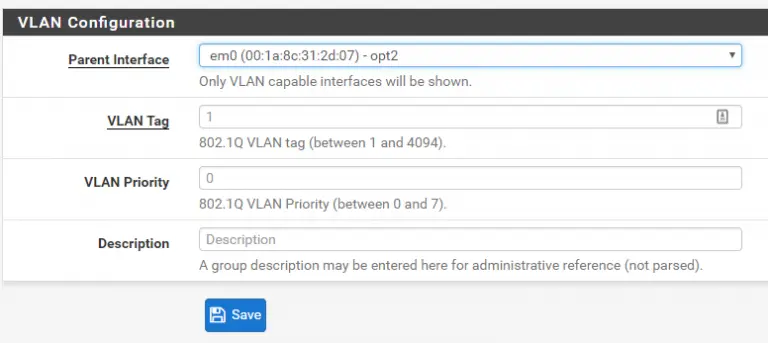 VLAN Configuration
Parent Interface
em0 (00:1a:8c:31:2d:07) - opt2
Only VLAN capable interfaces will be shown.
VLAN Tag
1
802.1Q VLAN tag (between 1 and 4094).
VLAN Priority
0
802.1Q VLAN Priority (between 0 and 7).
Description
Description
A group description may be entered here for administrative reference (not parsed).
Save